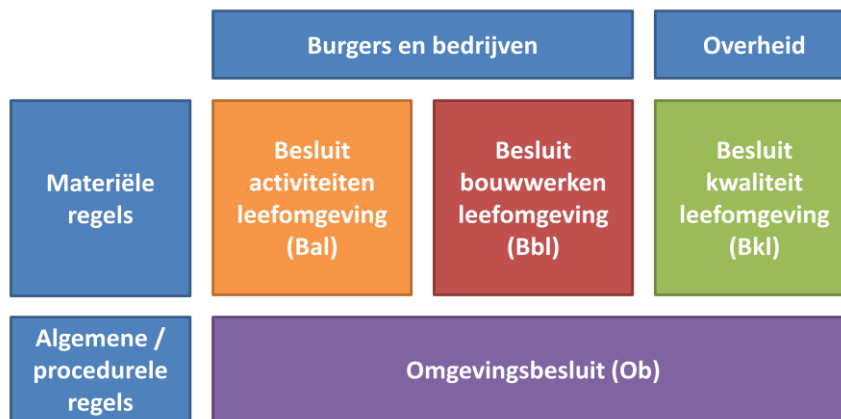 Burgers en bedrijven
Overheid
Materiële
regels
Besluit
activiteiten
leefomgeving
(Bal)
Besluit
bouwwerken
leefomgeving
(Bbl)
Besluit
kwaliteit
leefomgeving
(Bkl)
Algemene /
procedurele
regels
Omgevingsbesluit (Ob)